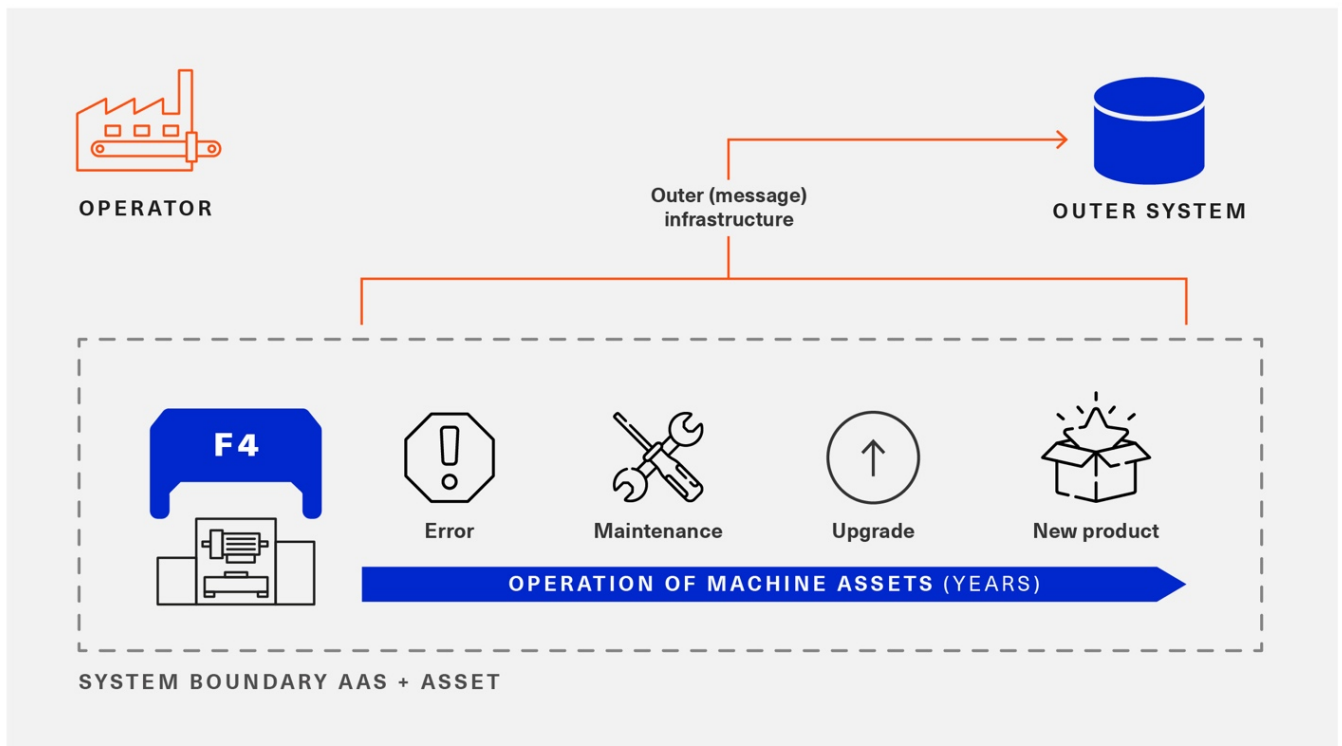 OPERATOR
Outer (message)
infrastructure
OUTER SYSTEM
F4
Error
Maintenance
Upgrade
New product
OPERATION OF MACHINE ASSETS (YEARS)
SYSTEM BOUNDARY AAS + ASSET